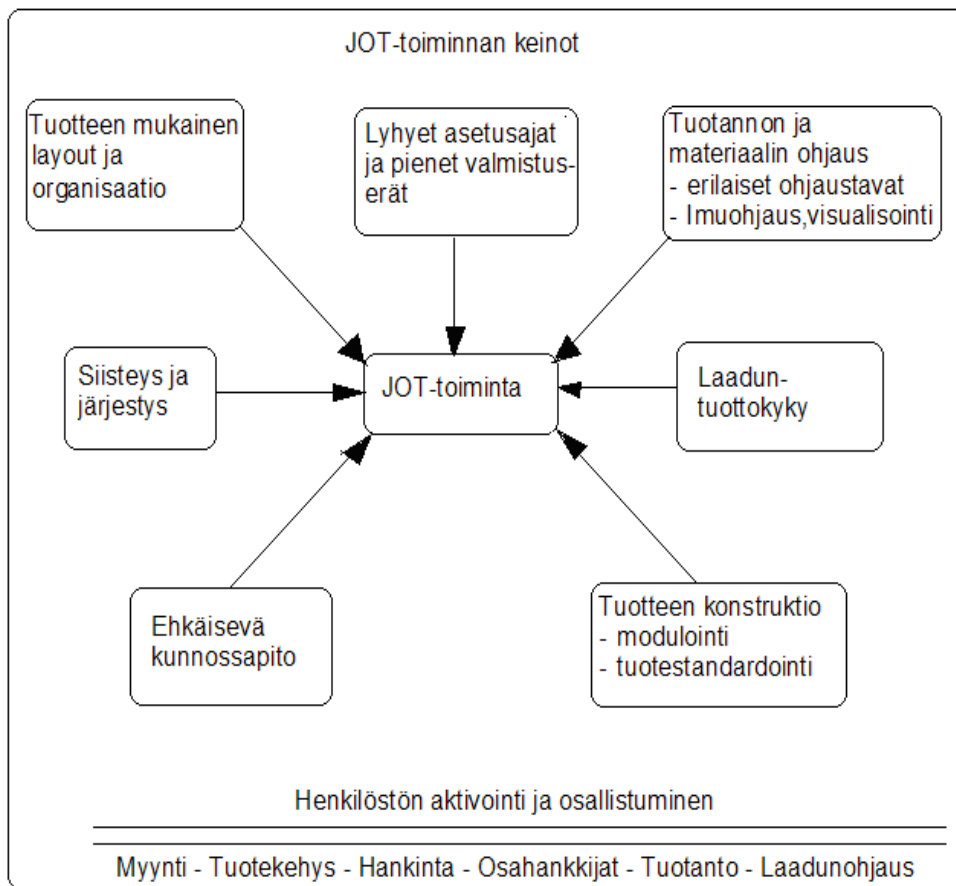 JOT-toiminnan keinot
Tuotteen mukainen
layout ja
organisaatio
Lyhyet asetusajat
ja pienet valmistus-
erät
Tuotannon ja
materiaalin ohjaus
- erilaiset ohjaustavat
- Imuohjaus,visualisointi
Siisteys ja
järjestys
JOT-toiminta
Laadun-
tuottokyky
Ehkäisevä
kunnossapito
Tuotteen konstruktio
- modulointi
- tuotestandardointi
Henkilöstön aktivointi ja osallistuminen
Myynti - Tuotekehys - Hankinta - Osahankkijat - Tuotanto - Laadunohjaus